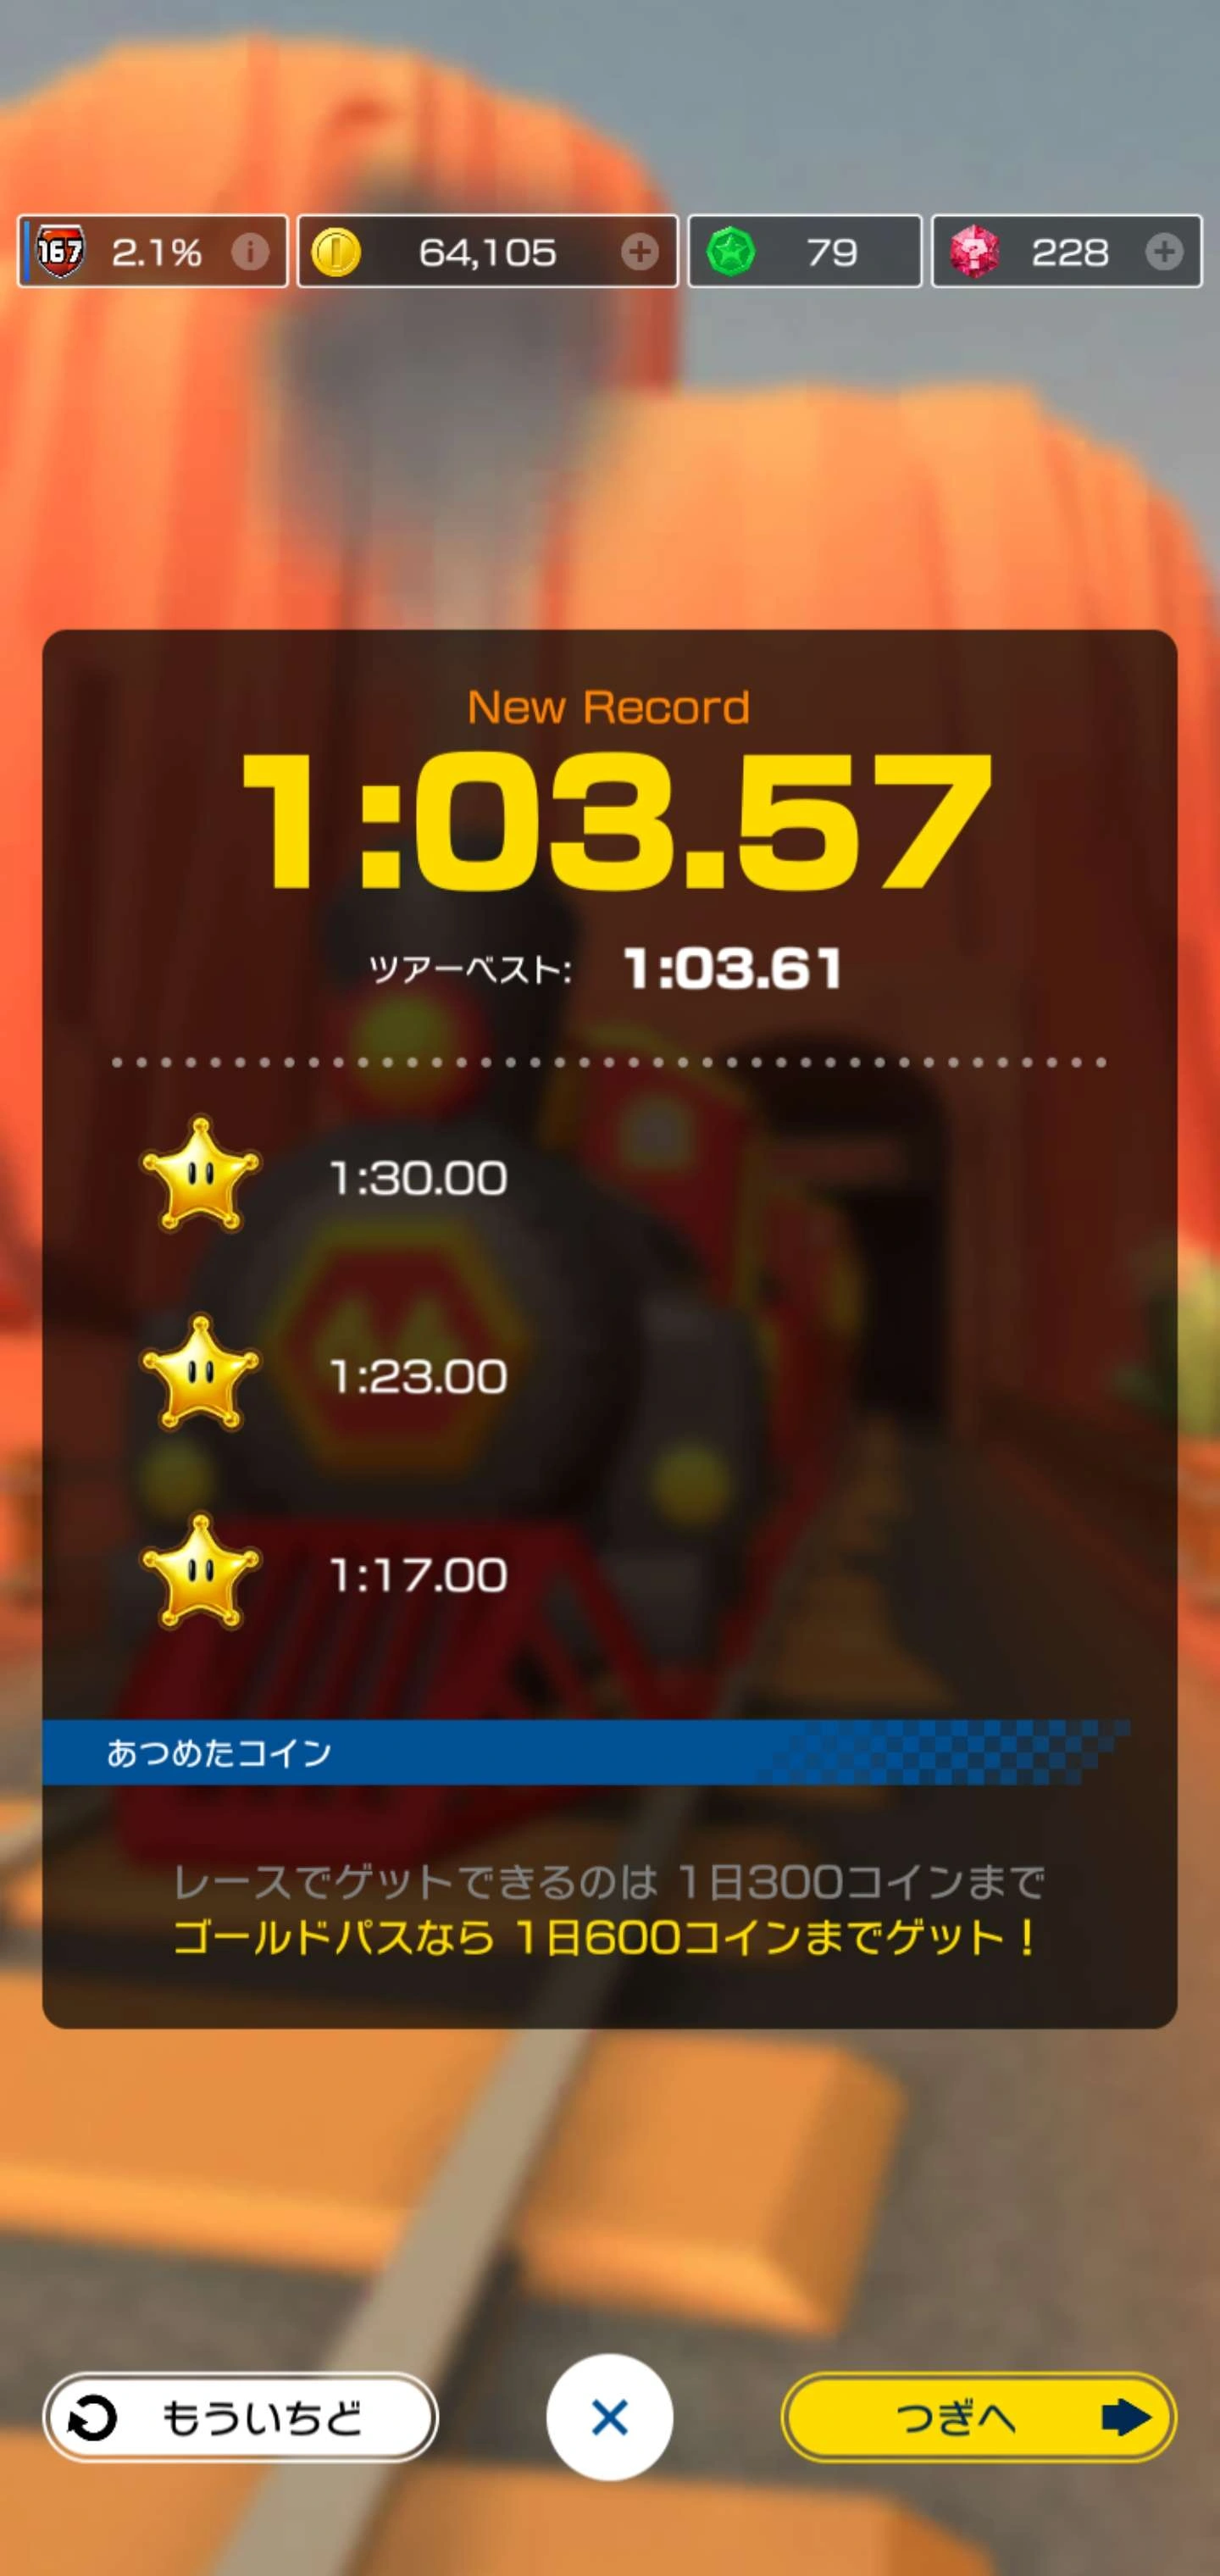 167 2.1% 64,105 79 228
New Record
1:03.57
ツアーベスト: 1:03.61
1:30.00
1:23.00
1:17.00
あつめたコイン
レースでゲットできるのは 1日300コインまで
ゴールドパスなら 1日600コインまでゲット！
もういちど つぎへ